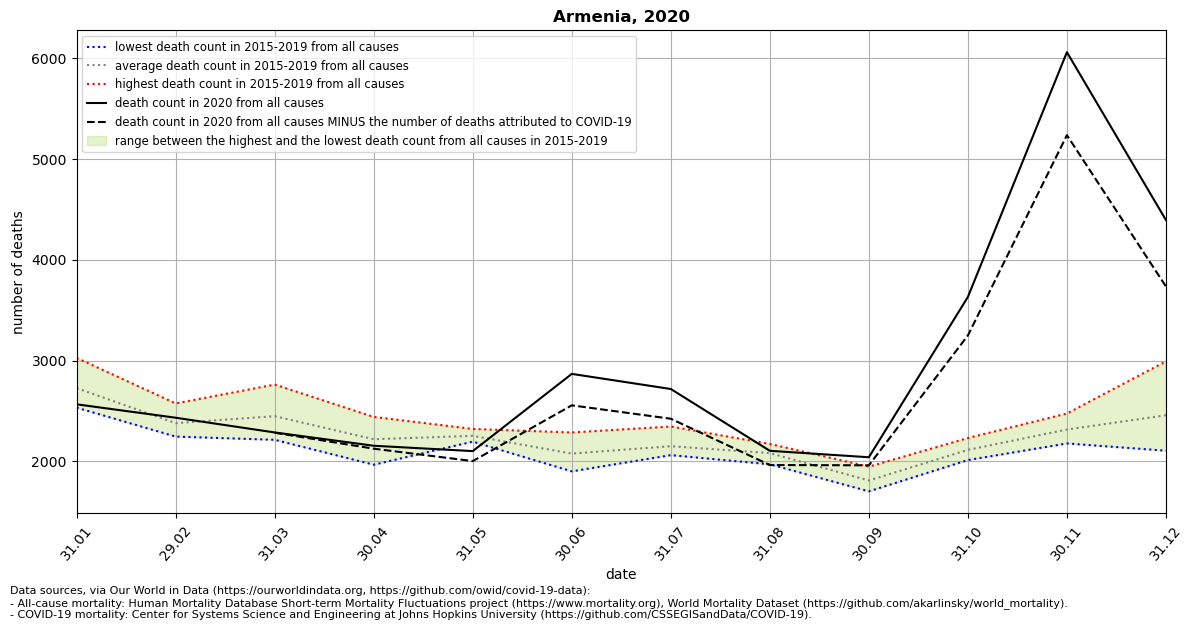 Armenia, 2020
lowest death count in 2015-2019 from all causes
average death count in 2015-2019 from all causes
highest death count in 2015-2019 from all causes
death count in 2020 from all causes
death count in 2020 from all causes MINUS the number of deaths attributed to COVID-19
range between the highest and the lowest death count from all causes in 2015-2019
number of deaths
6000
5000
4000
3000
2000
31.01
29.02
31.03
30.04
31.05
30.06
31.07
31.08
30.09
31.10
30.11
31.12
date
Data sources, via Our World in Data (https://ourworldindata.org, https://github.com/owid/covid-19-data):
- All-cause mortality: Human Mortality Database Short-term Mortality Fluctuations project (https://www.mortality.org), World Mortality Dataset (https://github.com/akarlinsky/world_mortality).
- COVID-19 mortality: Center for Systems Science and Engineering at Johns Hopkins University (https://github.com/CSSEGISandData/COVID-19).